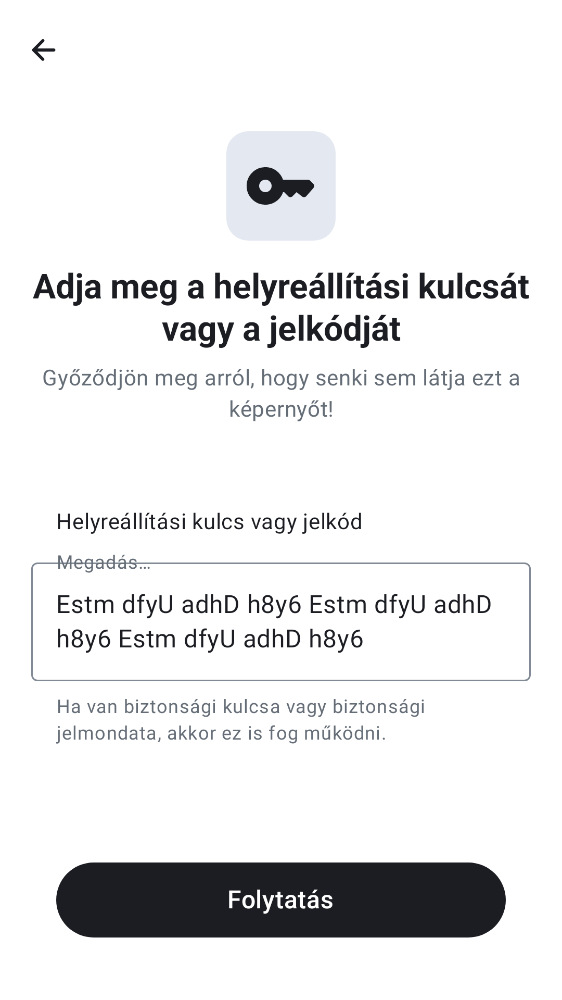 Adja meg a helyreállítási kulcsát
vagy a jelkódját
Győződjön meg arról, hogy senki sem látja ezt a
képernyőt!
Helyreállítási kulcs vagy jelkód
Megadás…
Estm dfyU adhD h8y6 Estm dfyU adhD
h8y6 Estm dfyU adhD h8y6
Ha van biztonsági kulcsa vagy biztonsági
jelmondata, akkor ez is fog működni.
Folytatás